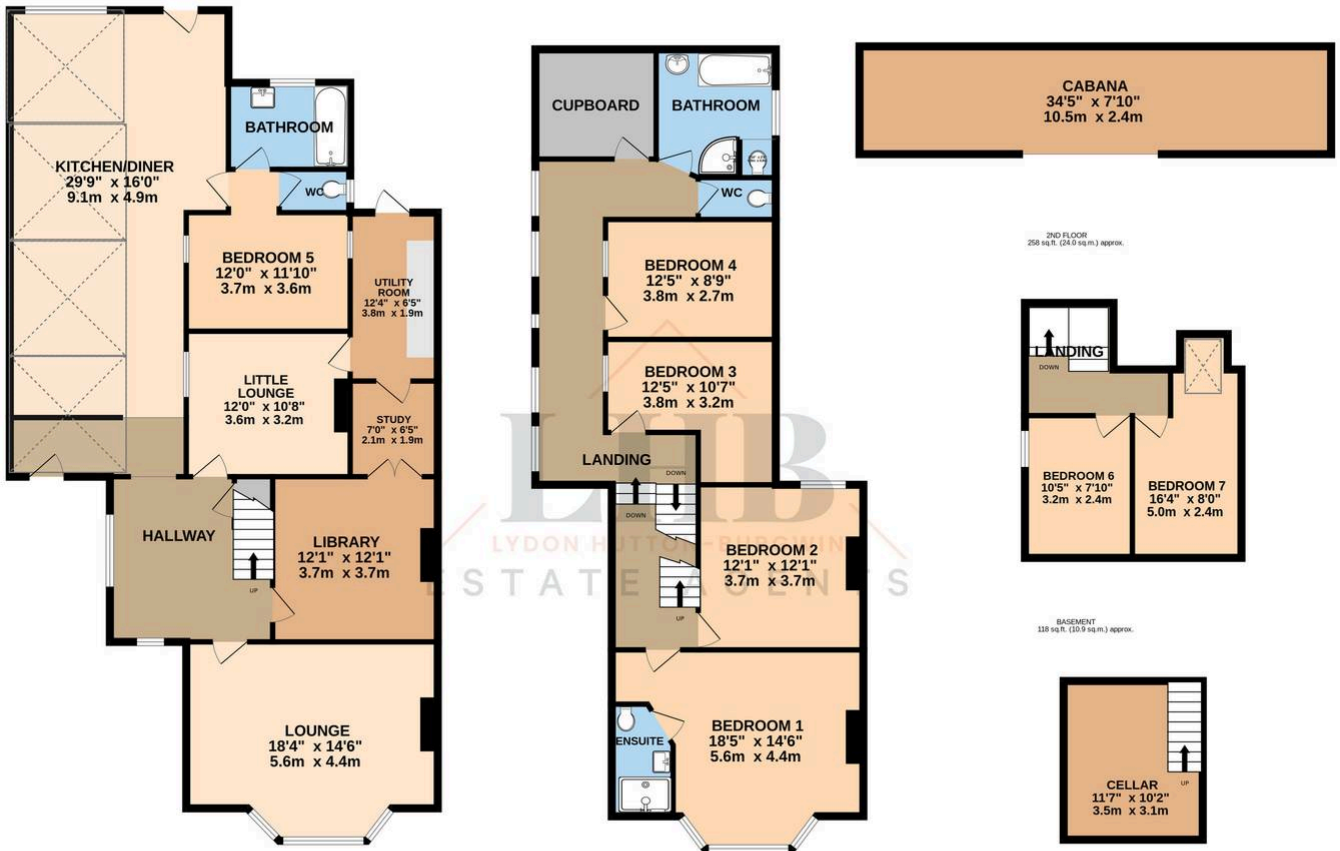 KITCHEN/DINER
29'9" x 16'0"
9.1m x 4.9m
BATHROOM
WC
BEDROOM 5
12'0" x 11'10"
3.7m x 3.6m
UTILITY
ROOM
12'4" x 6'5"
3.8m x 1.9m
LITTLE
LOUNGE
12'0" x 10'8"
3.6m x 3.2m
STUDY
7'0" x 6'5"
2.1m x 1.9m
HALLWAY
UP
LIBRARY
12'1" x 12'1"
3.7m x 3.7m
LOUNGE
18'4" x 14'6"
5.6m x 4.4m
CUPBOARD
BATHROOM
WC
BEDROOM 4
12'5" x 8'9"
3.8m x 2.7m
BEDROOM 3
12'5" x 10'7"
3.8m x 3.2m
LANDING
DOWN
DOWN
UP
BEDROOM 2
12'1" x 12'1"
3.7m x 3.7m
ENSUITE
BEDROOM 1
18'5" x 14'6"
5.6m x 4.4m
LHB
LYDON HUTTON-BURGWIN
ESTATE AGENTS
CABANA
34'5" x 7'10"
10.5m x 2.4m
2ND FLOOR
258 sq.ft. (24.0 sq.m.) approx.
LANDING
DOWN
BEDROOM 6
10'5" x 7'10"
3.2m x 2.4m
BEDROOM 7
16'4" x 8'0"
5.0m x 2.4m
BASEMENT
118 sq.ft. (10.9 sq.m.) approx.
UP
CELLAR
11'7" x 10'2"
3.5m x 3.1m